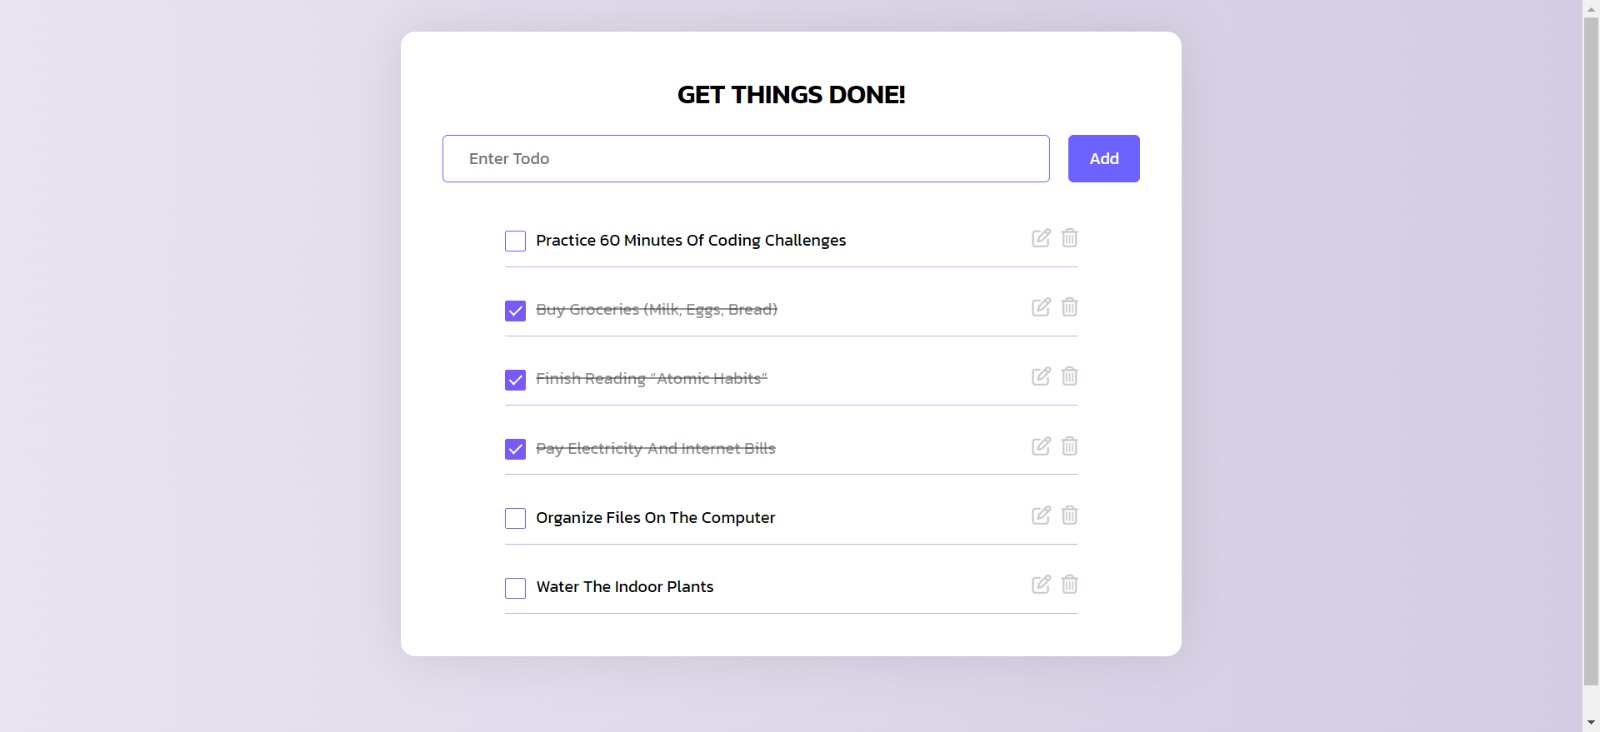 GET THINGS DONE!
Enter Todo
Add
Practice 60 Minutes Of Coding Challenges
Buy Groceries (Milk, Eggs, Bread)
Finish Reading “Atomic Habits”
Pay Electricity And Internet Bills
Organize Files On The Computer
Water The Indoor Plants